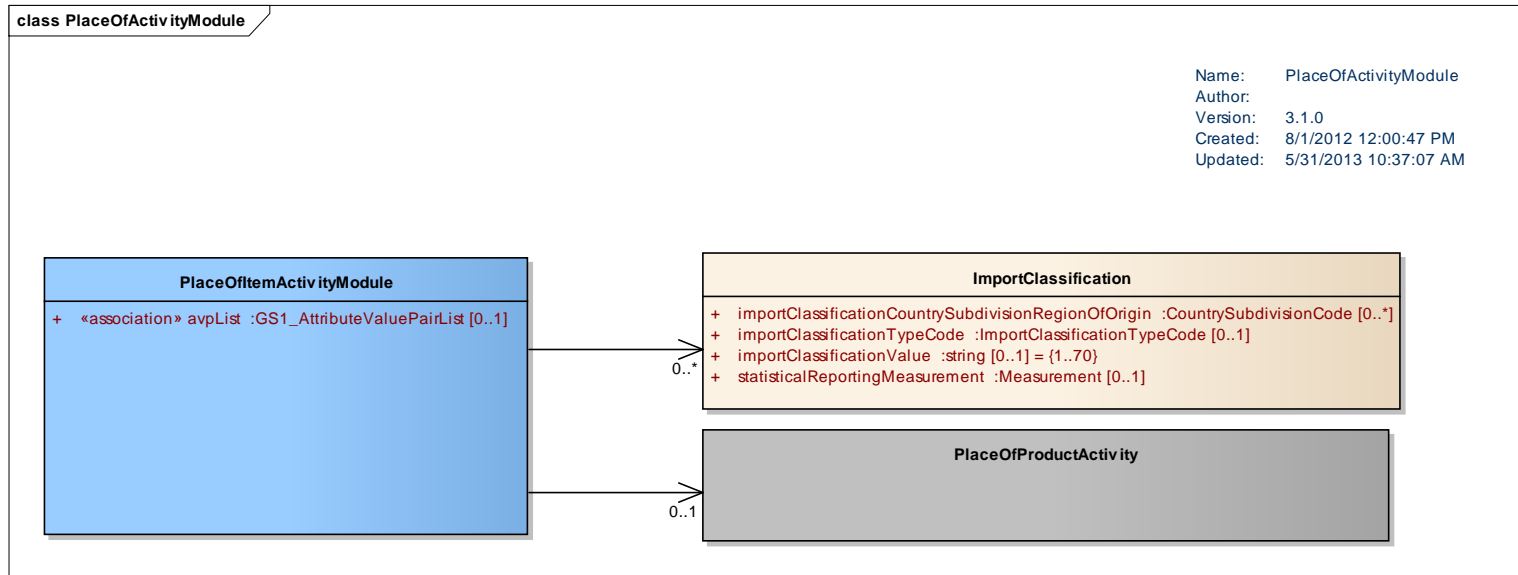 class PlaceOfActivityModule
Name: PlaceOfActivityModule
Author:
Version: 3.1.0
Created: 8/1/2012 12:00:47 PM
Updated: 5/31/2013 10:37:07 AM
PlaceOfItemActivityModule
+ «association» avpList :GS1_AttributeValuePairList [0..1]
ImportClassification
+ importClassificationCountrySubdivisionRegionOfOrigin :CountrySubdivisionCode [0..*]
+ importClassificationTypeCode :ImportClassificationTypeCode [0..1]
+ importClassificationValue :string [0..1] = {1..70}
+ statisticalReportingMeasurement :Measurement [0..1]
0..*
PlaceOfProductActivity
0..1